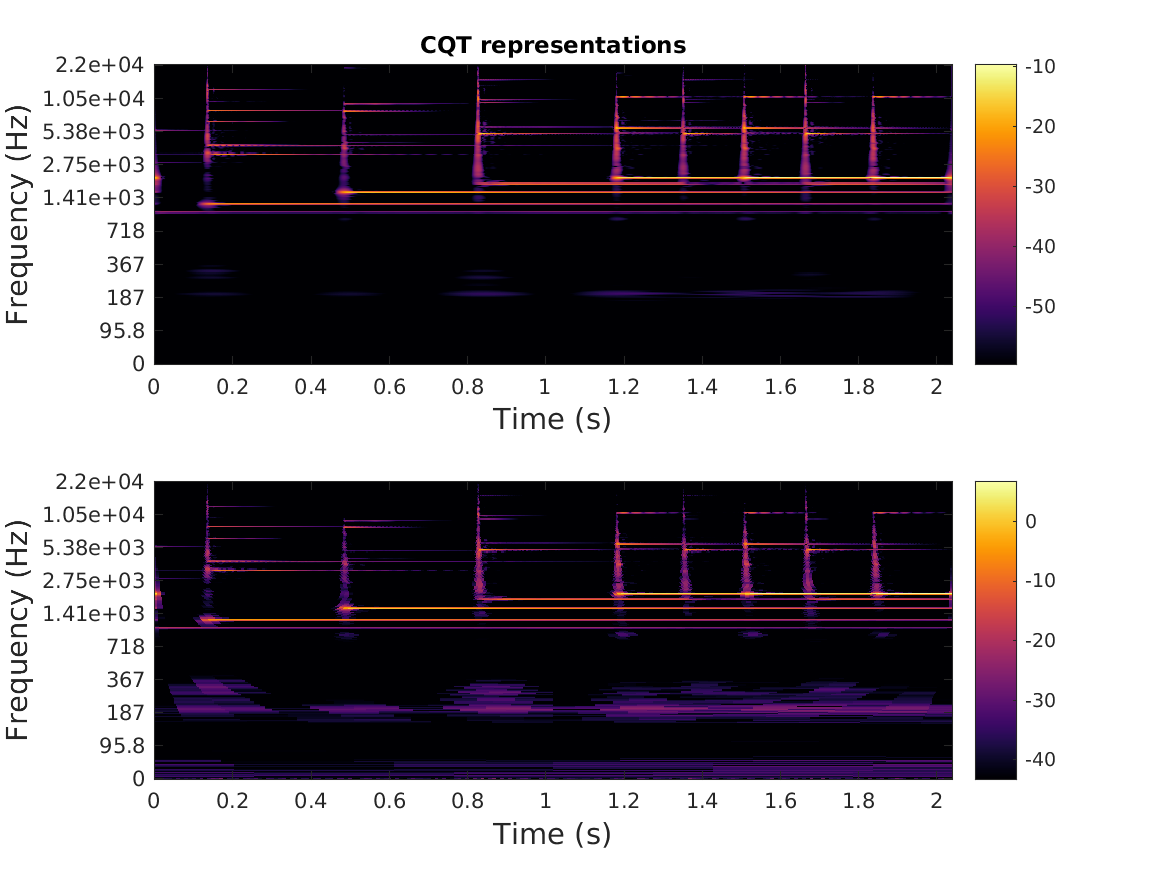 CQT representations
Frequency (Hz)
2.2e+04
1.05e+04
5.38e+03
2.75e+03
1.41e+03
718
367
187
95.8
0
0 0.2 0.4 0.6 0.8 1 1.2 1.4 1.6 1.8 2
Time (s)
-10
-20
-30
-40
-50
Frequency (Hz)
2.2e+04
1.05e+04
5.38e+03
2.75e+03
1.41e+03
718
367
187
95.8
0
0 0.2 0.4 0.6 0.8 1 1.2 1.4 1.6 1.8 2
Time (s)
0
-10
-20
-30
-40